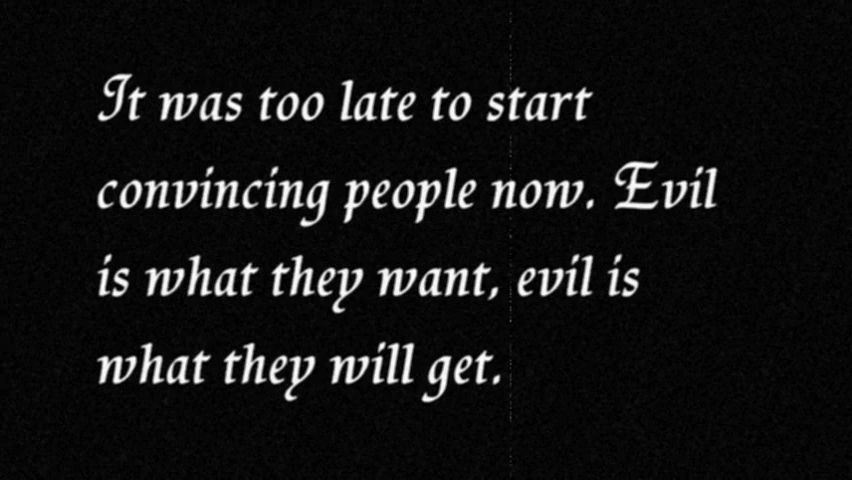 It was too late to start
convincing people now. Evil
is what they want, evil is
what they will get.